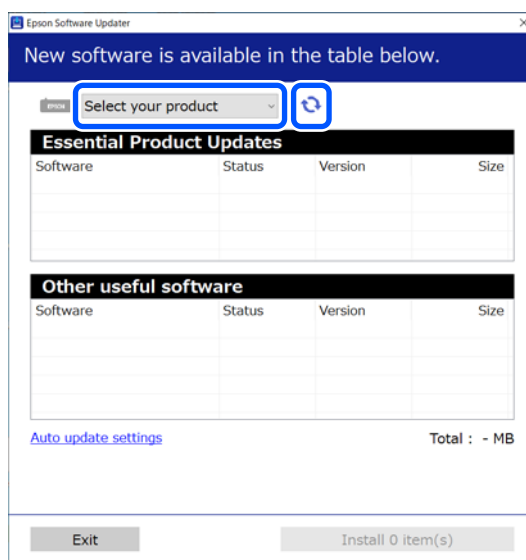 Epson Software Updater
New software is available in the table below.
EPSON Select your product
Essential Product Updates
Software Status Version Size
Other useful software
Software Status Version Size
Auto update settings Total : - MB
Exit Install 0 item(s)